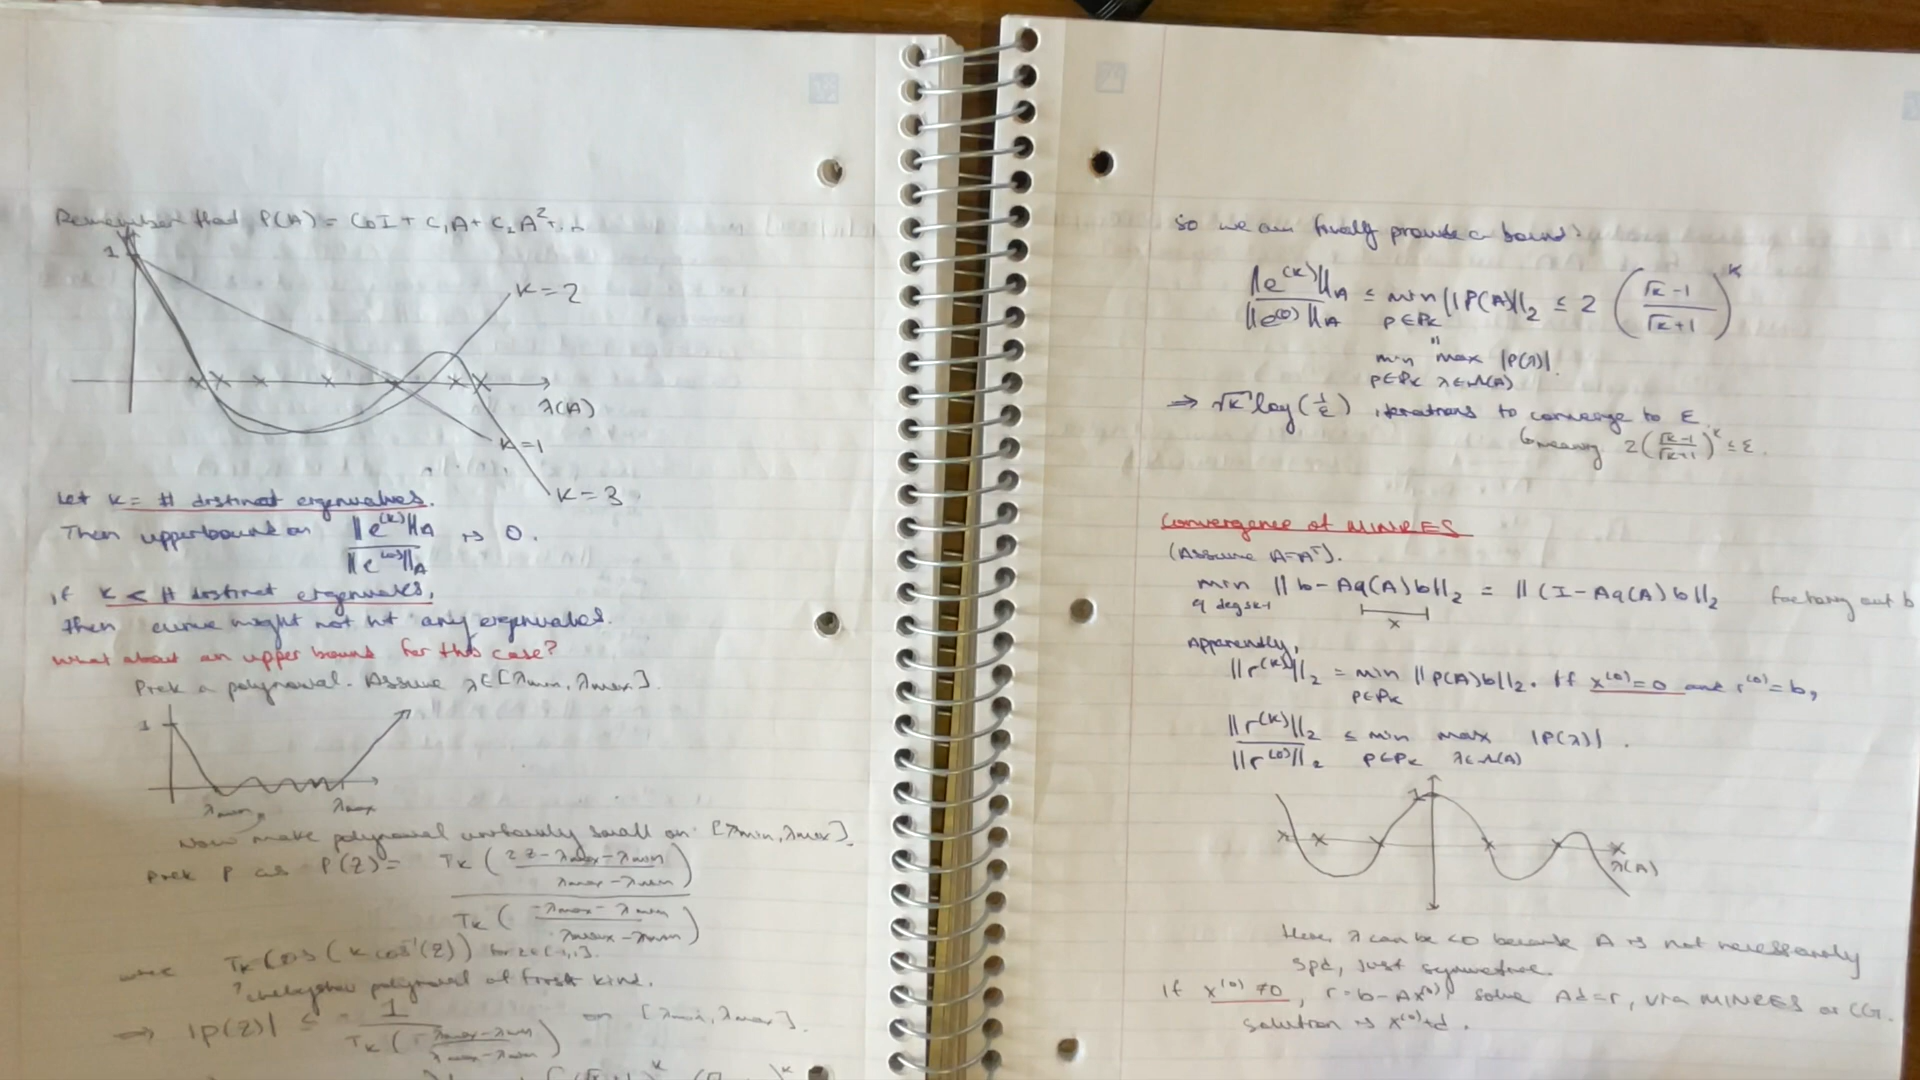 Remember that P(A) = C₀I + C₁A + C₂A² + ..
1
K=2
λ(A)
K=1
K=3
Let K = # distinct eigenvalues.
Then upperbound on ‖e^(K)‖_A / ‖e^(0)‖_A is 0.
if K < # distinct eigenvalues,
then curve might not hit any eigenvalues.
What about an upper bound for this case?
Pick a polynomial. Assume λ∈[λmin, λmax].
1
λmin λmax
Now make polynomial uniformly small on [λmin, λmax].
Pick P as P(z) = T_K((2z-λmax-λmin)/(λmax-λmin)) / T_K((-λmax-λmin)/(λmax-λmin))
where T_K cos(K cos⁻¹(z)) for z∈[-1,1].
↑ chebyshev polynomial of first kind.
⇒ |P(z)| ≤ 1 / T_K((-λmax-λmin)/(λmax-λmin)) on [λmin, λmax].
So we can finally provide a bound:
‖e^(K)‖_A / ‖e^(0)‖_A ≤ min_{P∈P_K} ‖P(A)‖₂ ≤ 2 ((√κ-1)/(√κ+1))^K
"
min_{P∈P_K} max_{λ∈Λ(A)} |P(λ)|.
⇒ √κ log(1/ε) iterations to converge to ε
↳ meaning 2((√κ-1)/(√κ+1))^K ≤ ε.
Convergence of MINRES
(Assume A=Aᵀ).
min_{q deg≤K-1} ‖b-Aq(A)b‖₂ = ‖(I-Aq(A)b‖₂ factoring out b
x
Apparently,
‖r^(K)‖₂ = min_{P∈P_K} ‖P(A)b‖₂. If x^(0)=0 and r^(0)=b,
‖r^(K)‖₂ / ‖r^(0)‖₂ ≤ min_{P∈P_K} max_{λ∈Λ(A)} |P(λ)|.
1
λ(A)
Here, λ can be <0 because A is not necessarily
spd, just symmetric.
If x^(0) ≠0, r=b-Ax^(0), solve Ad=r, via MINRES or CG.
solution is x^(0)+d.